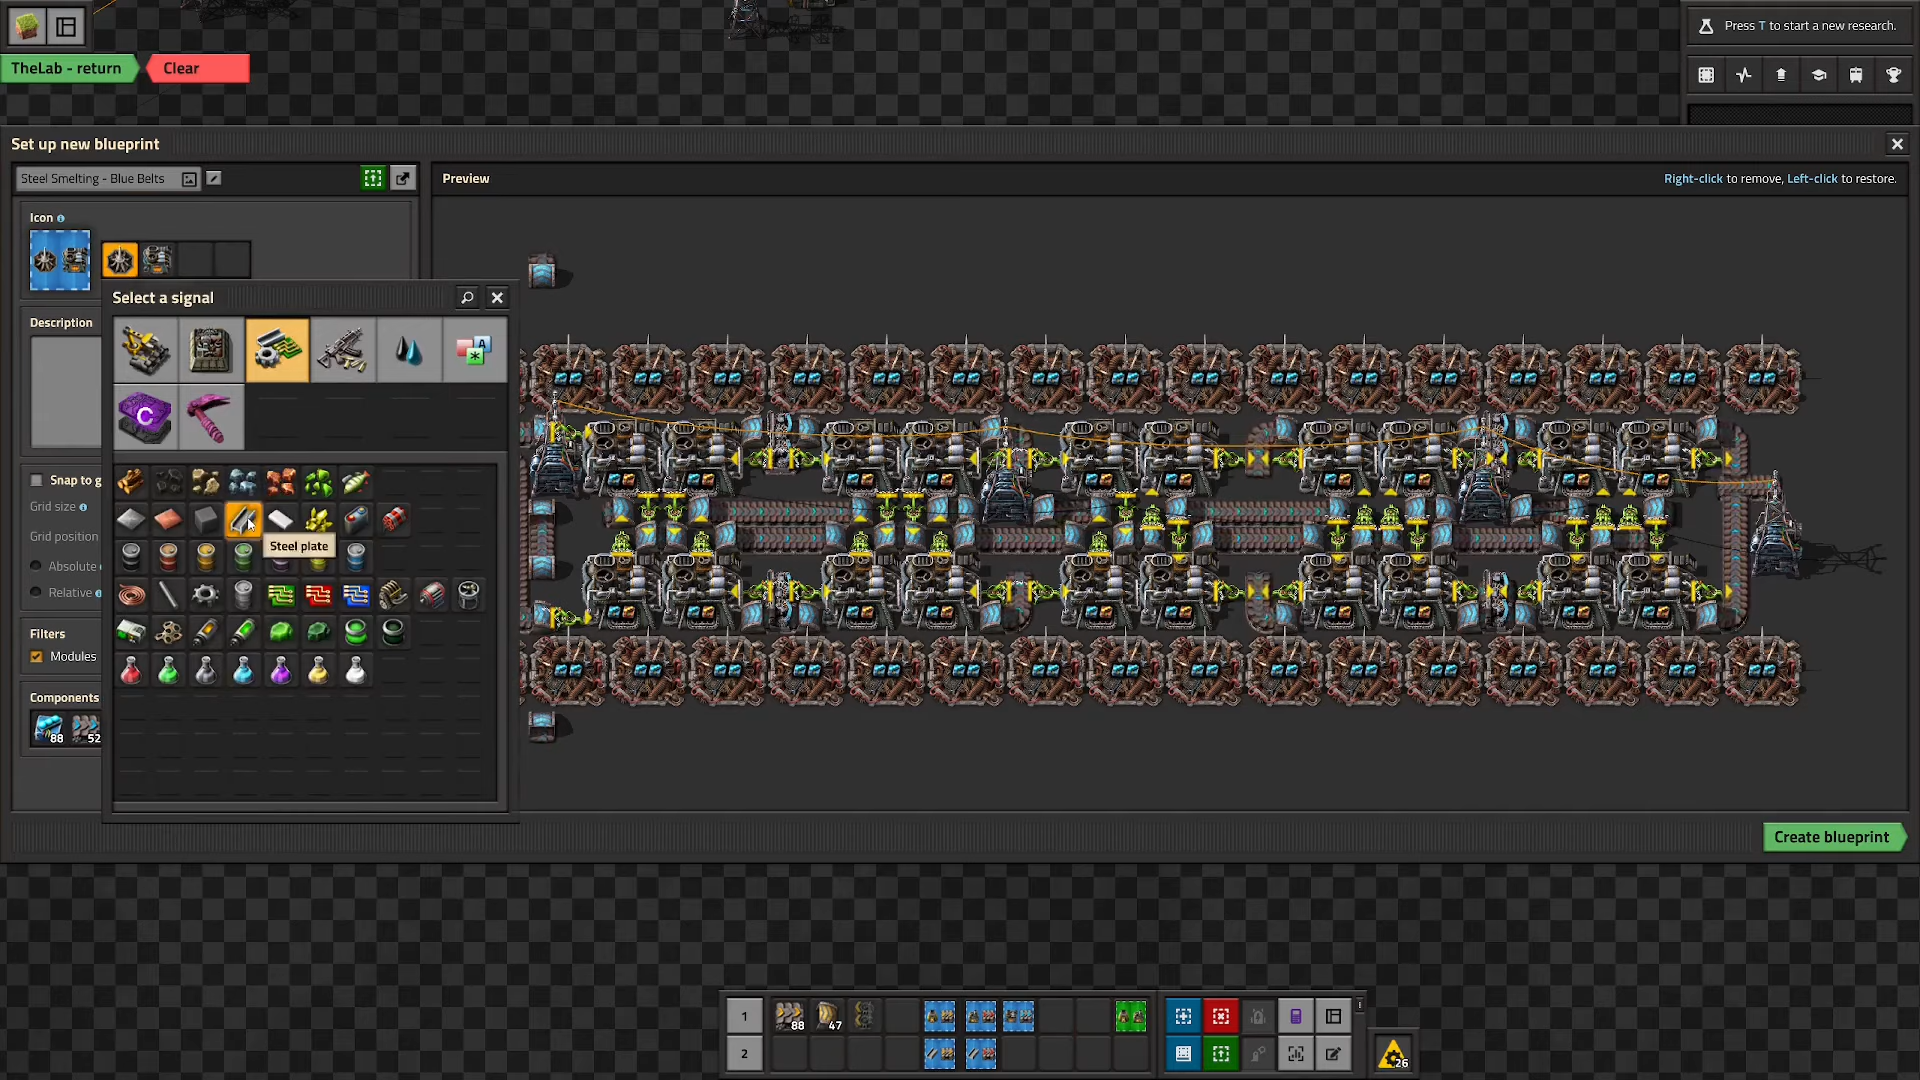 Press T to start a new research.
TheLab - return
Clear
Set up new blueprint
Steel Smelting - Blue Belts
Preview
Right-click to remove, Left-click to restore.
Icon
Select a signal
Description
C
A
Snap to g
Grid size
Steel plate
Grid position
Absolute
Relative
Filters
Modules
Components
88
52
Create blueprint
1
88
47
2
26